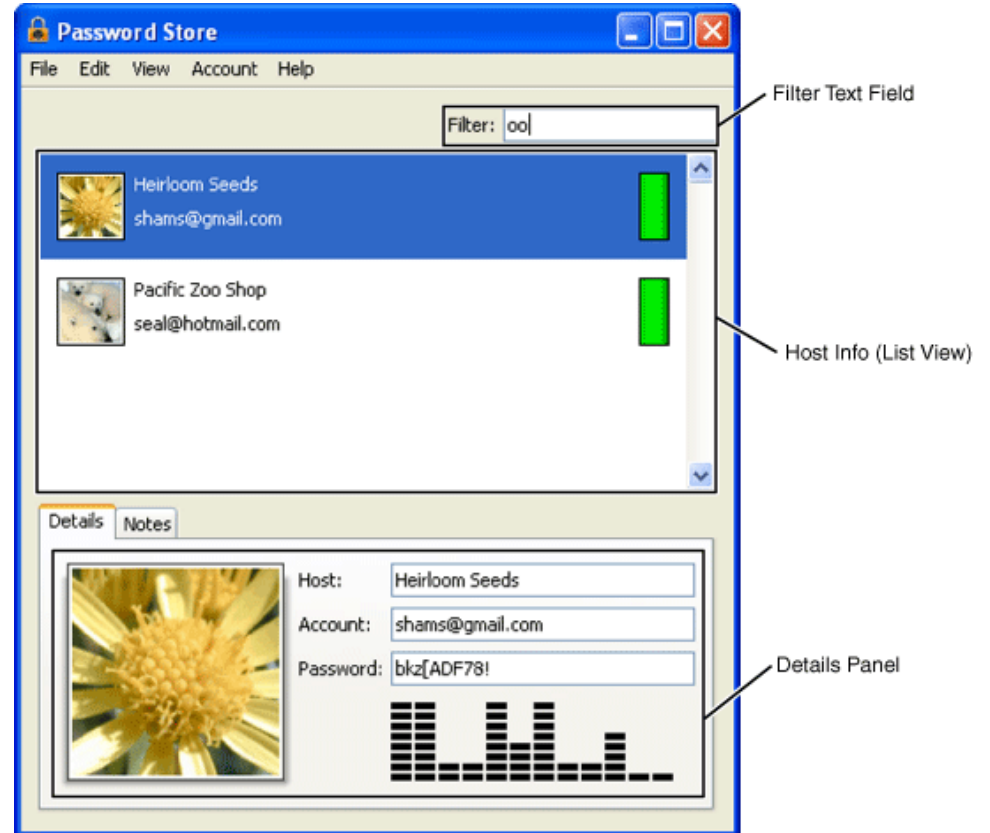 Password Store
File Edit View Account Help
Filter Text Field
Filter: oo
Heirloom Seeds
shams@gmail.com
Pacific Zoo Shop
seal@hotmail.com
Host Info (List View)
Details Notes
Host: Heirloom Seeds
Account: shams@gmail.com
Password: bkz[ADF78!
Details Panel